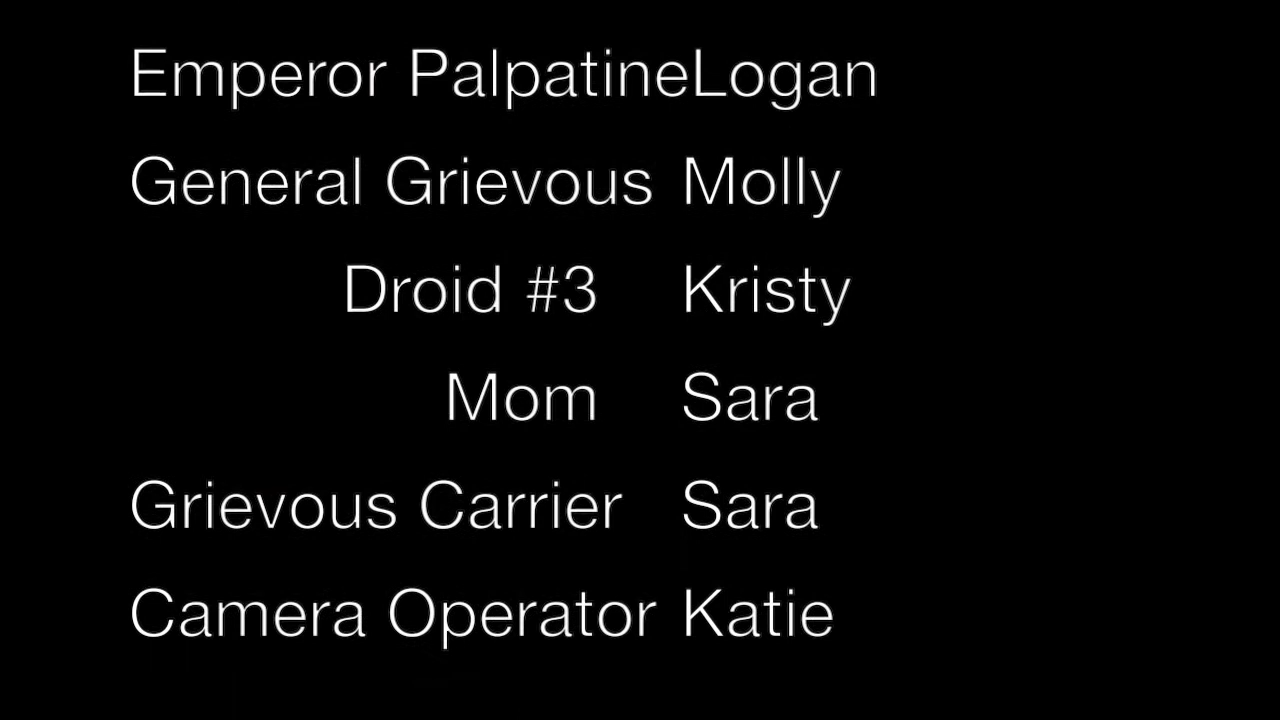 Emperor PalpatineLogan
General Grievous Molly
Droid #3 Kristy
Mom Sara
Grievous Carrier Sara
Camera Operator Katie